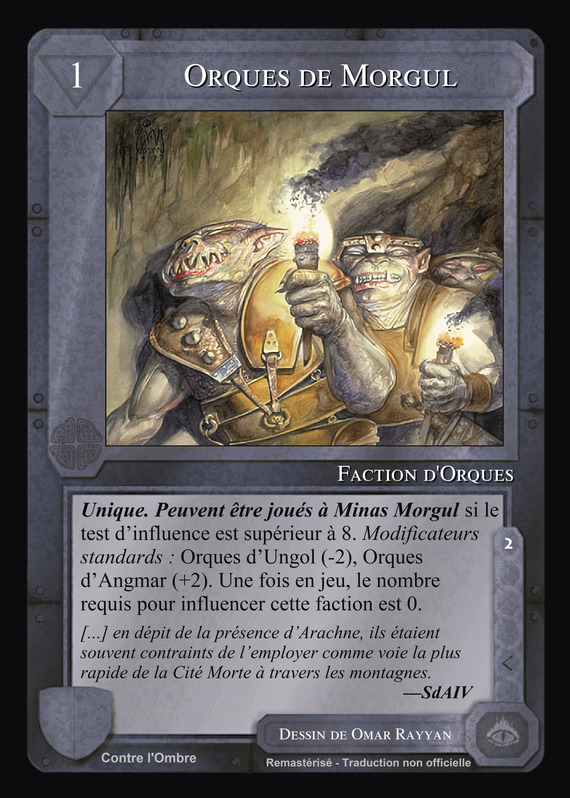 1
ORQUES DE MORGUL
FACTION D'ORQUES
Unique. Peuvent être joués à Minas Morgul si le
test d'influence est supérieur à 8. Modificateurs
standards : Orques d'Ungol (-2), Orques
d'Angmar (+2). Une fois en jeu, le nombre
requis pour influencer cette faction est 0.
[...] en dépit de la présence d'Arachne, ils étaient
souvent contraints de l'employer comme voie la plus
rapide de la Cité Morte à travers les montagnes.
—SdAIV
2
DESSIN DE OMAR RAYYAN
Contre l'Ombre
Remastérisé - Traduction non officielle